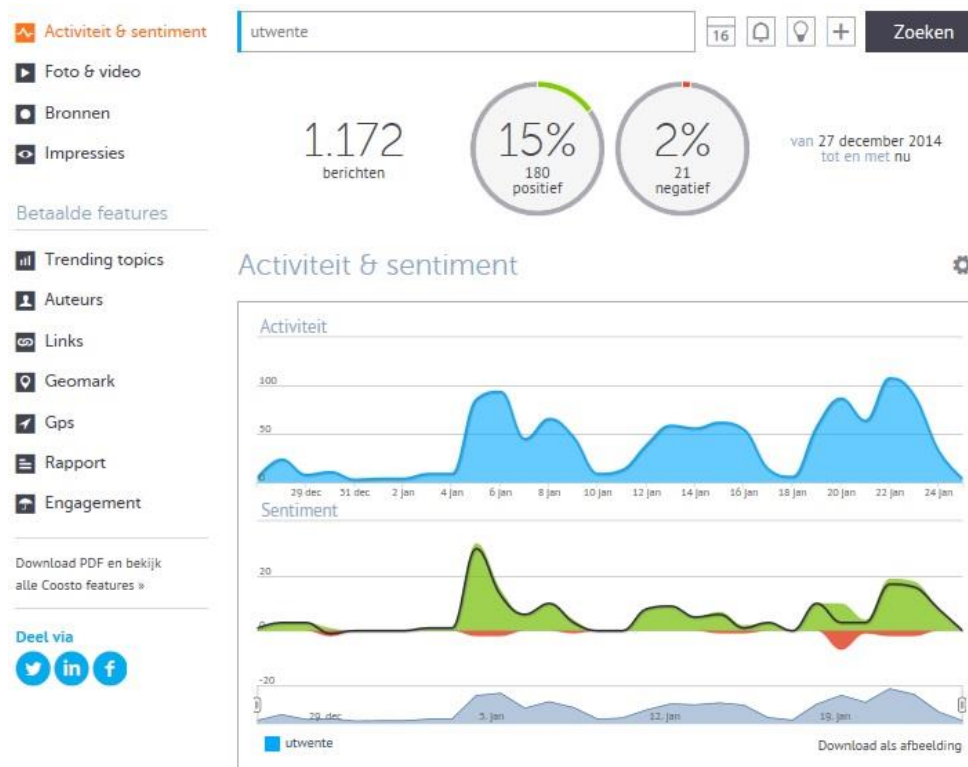 Activiteit & sentiment
Foto & video
Bronnen
Impressies
Betaalde features
Trending topics
Auteurs
Links
Geomark
Gps
Rapport
Engagement
Download PDF en bekijk
alle Coosto features »
Deel via
in f
utwente
16
Zoeken
1.172
berichten
15%
180
positief
2%
21
negatief
van 27 december 2014
tot en met nu
Activiteit & sentiment
Activiteit
100
50
0
29 dec 31 dec 2 jan 4 jan 6 jan 8 jan 10 jan 12 jan 14 jan 16 jan 18 jan 20 jan 22 jan 24 jan
Sentiment
20
0
-20
29. dec 5. jan 12. jan 19. jan
utwente
Download als afbeelding